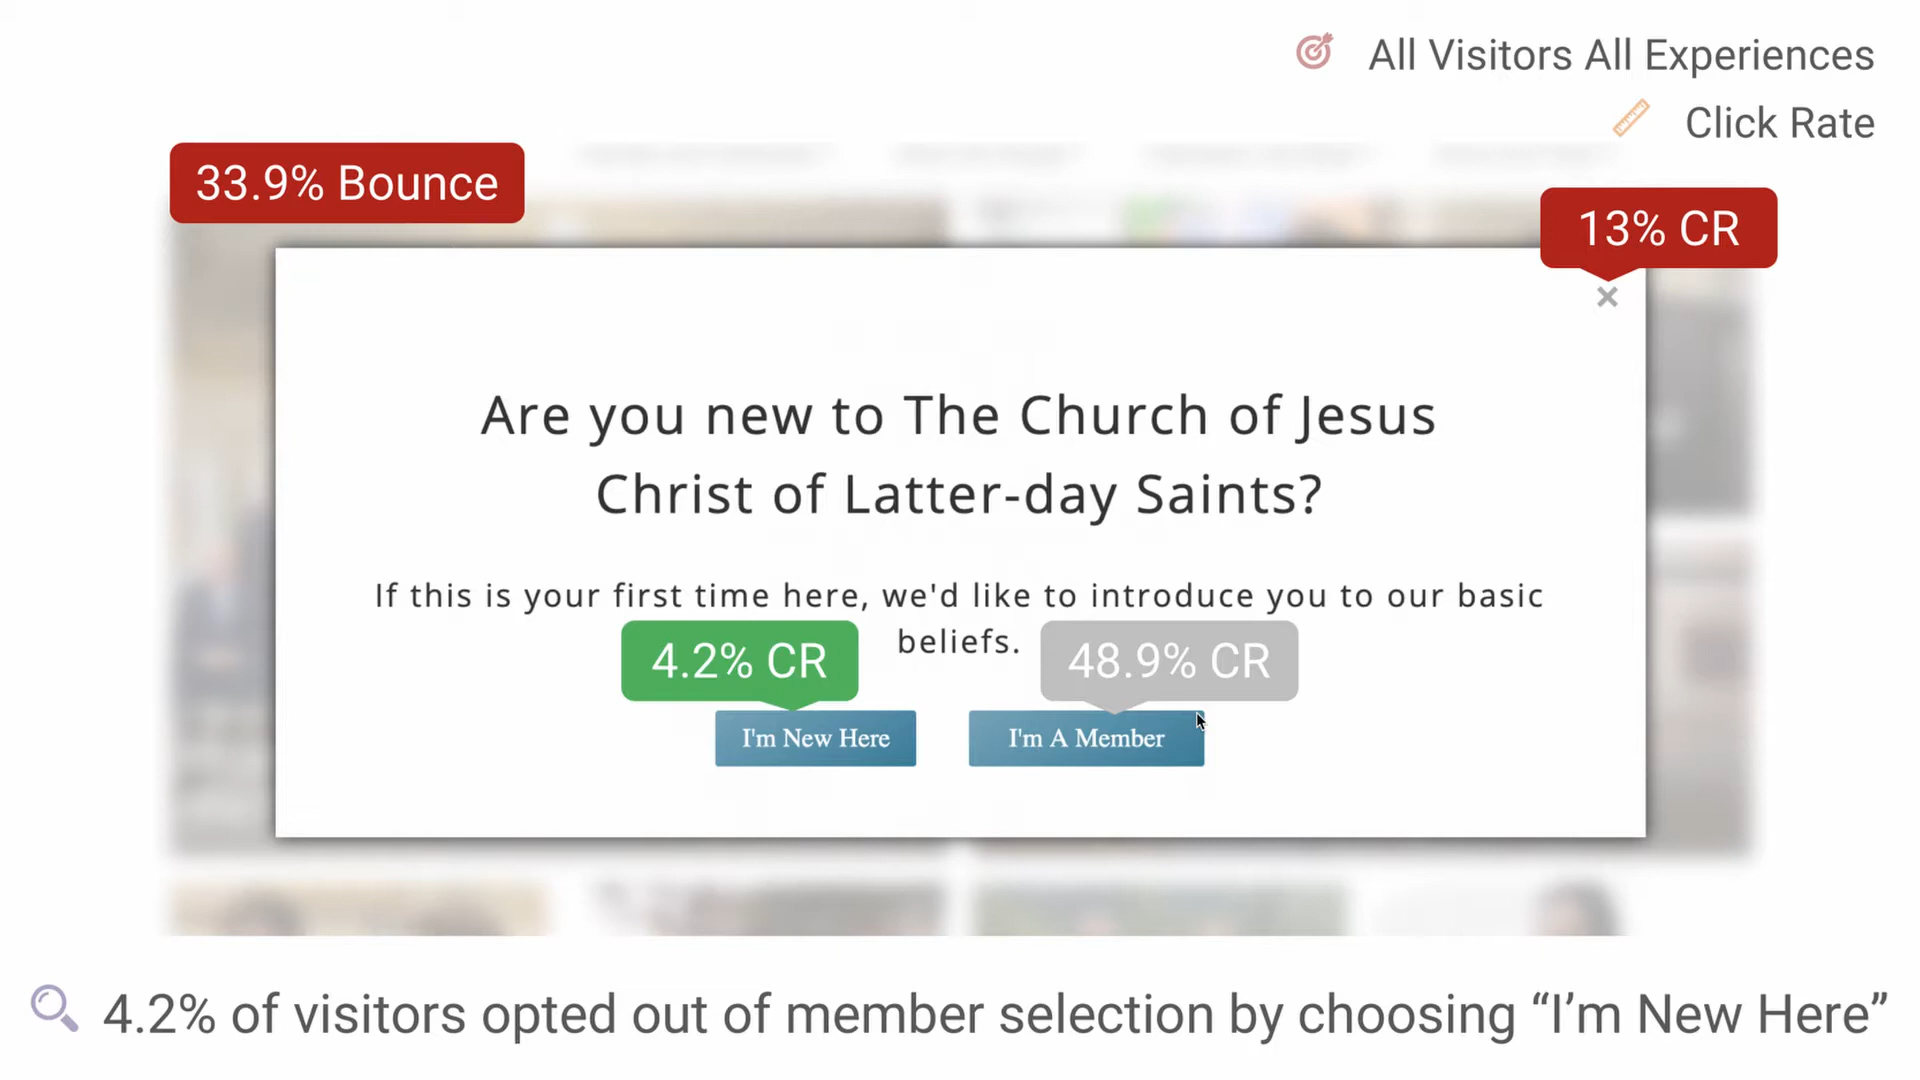 All Visitors All Experiences
Click Rate
33.9% Bounce
13% CR
×
Are you new to The Church of Jesus
Christ of Latter-day Saints?
If this is your first time here, we'd like to introduce you to our basic
beliefs.
4.2% CR
48.9% CR
I'm New Here
I'm A Member
4.2% of visitors opted out of member selection by choosing “I’m New Here”